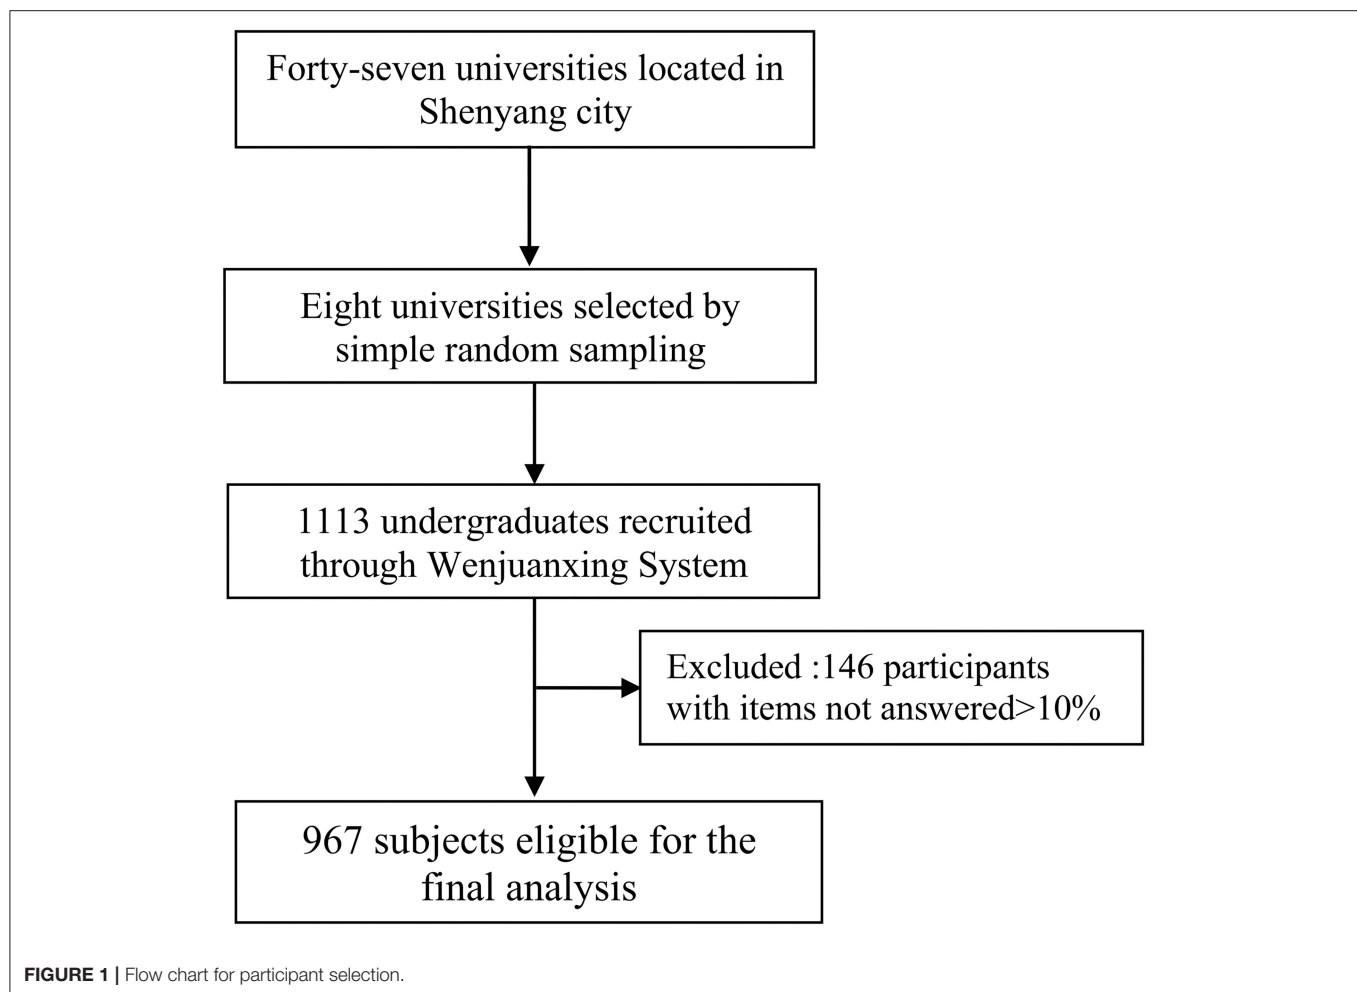 Forty-seven universities located in
Shenyang city
Eight universities selected by
simple random sampling
1113 undergraduates recruited
through Wenjuanxing System
Excluded :146 participants
with items not answered>10%
967 subjects eligible for the
final analysis
FIGURE 1 | Flow chart for participant selection.